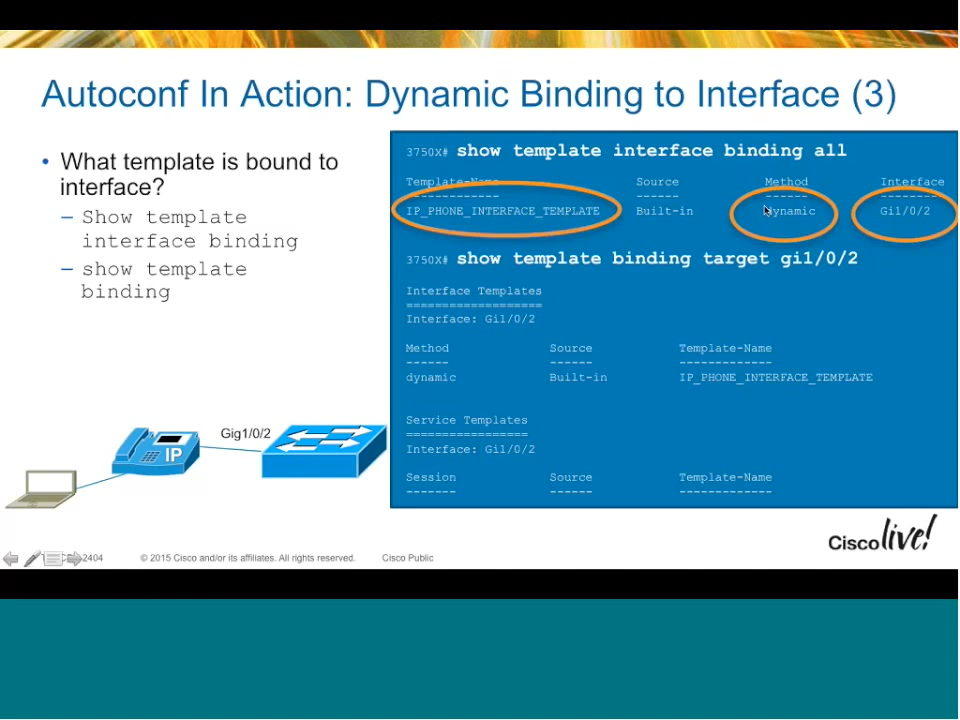 Autoconf In Action: Dynamic Binding to Interface (3)
• What template is bound to
interface?
– Show template
interface binding
– show template
binding
3750X# show template interface binding all
Template-Name Source Method Interface
------------- ------ ------ ---------
IP_PHONE_INTERFACE_TEMPLATE Built-in dynamic Gi1/0/2
3750X# show template binding target gi1/0/2
Interface Templates
===================
Interface: Gi1/0/2
Method Source Template-Name
------ ------ -------------
dynamic Built-in IP_PHONE_INTERFACE_TEMPLATE
Service Templates
=================
Interface: Gi1/0/2
Session Source Template-Name
------- ------ -------------
Gig1/0/2
IP
2404 © 2015 Cisco and/or its affiliates. All rights reserved. Cisco Public
Cisco live!